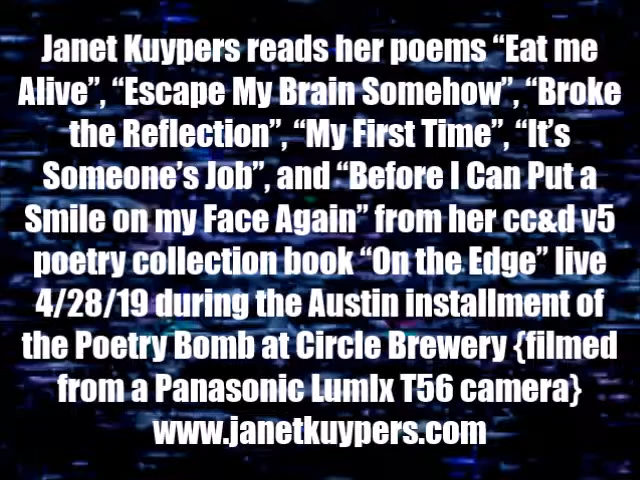 Janet Kuypers reads her poems “Eat me
Alive”, “Escape My Brain Somehow”, “Broke
the Reflection”, “My First Time”, “It’s
Someone’s Job”, and “Before I Can Put a
Smile on my Face Again” from her cc&d v5
poetry collection book “On the Edge” live
4/28/19 during the Austin installment of
the Poetry Bomb at Circle Brewery {filmed
from a Panasonic LumIx T56 camera}
www.janetkuypers.com